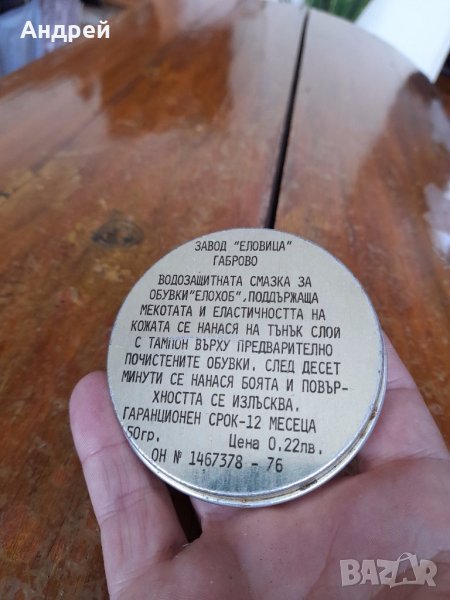 Андрей
ЗАВОД "ЕЛОВИЦА"
ГАБРОВО
ВОДОЗАЩИТНАТА СМАЗКА ЗА
ОБУВКИ"ЕЛОХОБ",ПОДДЪРЖАЩА
МЕКОТАТА И ЕЛАСТИЧНОСТТА НА
КОЖАТА СЕ НАНАСЯ НА ТЪНЪК СЛОЙ
С ТАМПОН ВЪРХУ ПРЕДВАРИТЕЛНО
ПОЧИСТЕНИТЕ ОБУВКИ. СЛЕД ДЕСЕТ
МИНУТИ СЕ НАНАСЯ БОЯТА И ПОВЪР-
ХНОСТТА СЕ ИЗЛЪСКВА.
ГАРАНЦИОНЕН СРОК-12 МЕСЕЦА
50гр. Цена 0.22лв.
ОН № 1467378 - 76
BAZAR